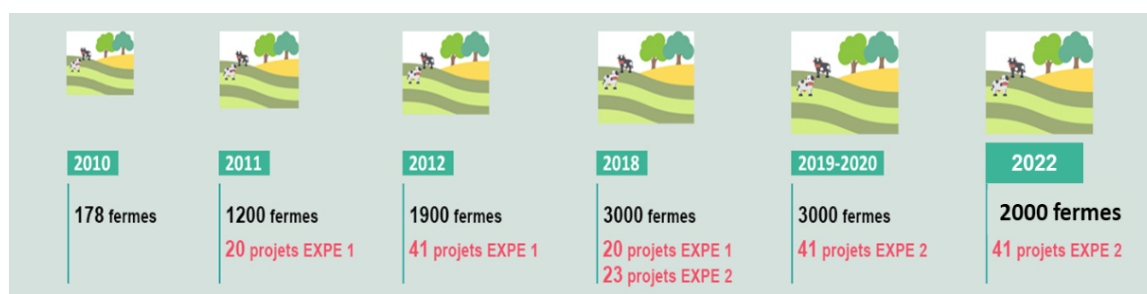 2010
178 fermes
2011
1200 fermes
20 projets EXPE 1
2012
1900 fermes
41 projets EXPE 1
2018
3000 fermes
20 projets EXPE 1
23 projets EXPE 2
2019-2020
3000 fermes
41 projets EXPE 2
2022
2000 fermes
41 projets EXPE 2